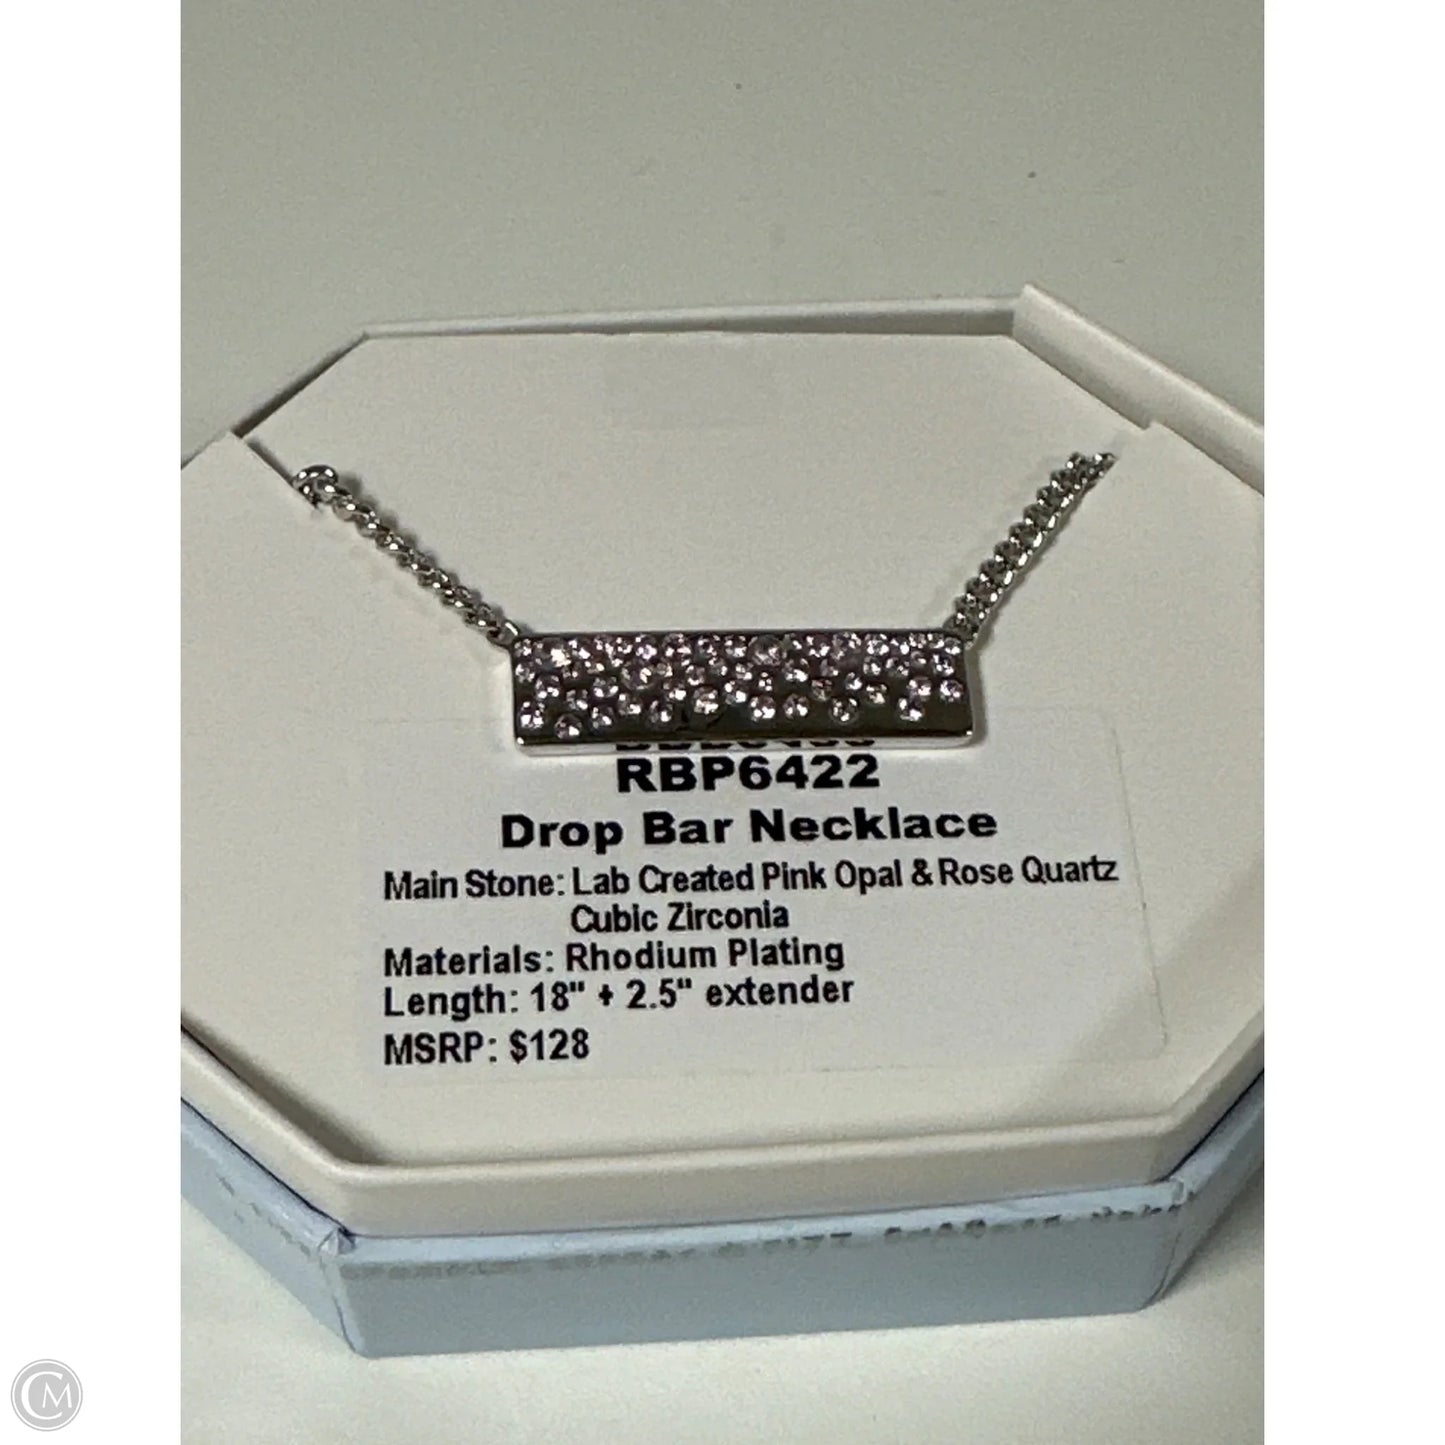 RBP6422
Drop Bar Necklace
Main Stone: Lab Created Pink Opal & Rose Quartz
Cubic Zirconia
Materials: Rhodium Plating
Length: 18" + 2.5" extender
MSRP: $128
CM